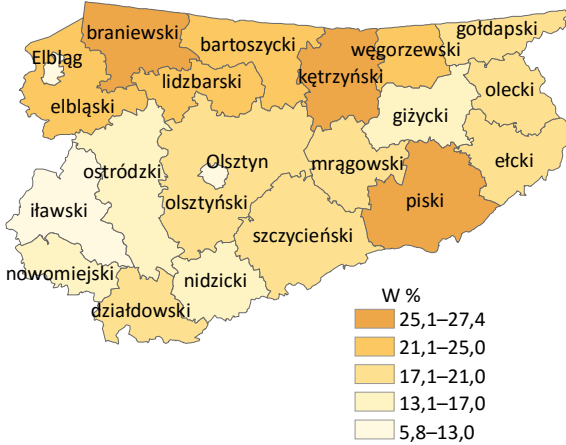 braniewski
bartoszycki
gołdapski
węgorzewski
Elbląg
kętrzyński
lidzbarski
olecki
elbląski
giżycki
ostródzki
Olsztyn
mrągowski
ełcki
iławski
olsztyński
piski
szczycieński
nowomiejski
nidzicki
działdowski
W %
25,1–27,4
21,1–25,0
17,1–21,0
13,1–17,0
5,8–13,0